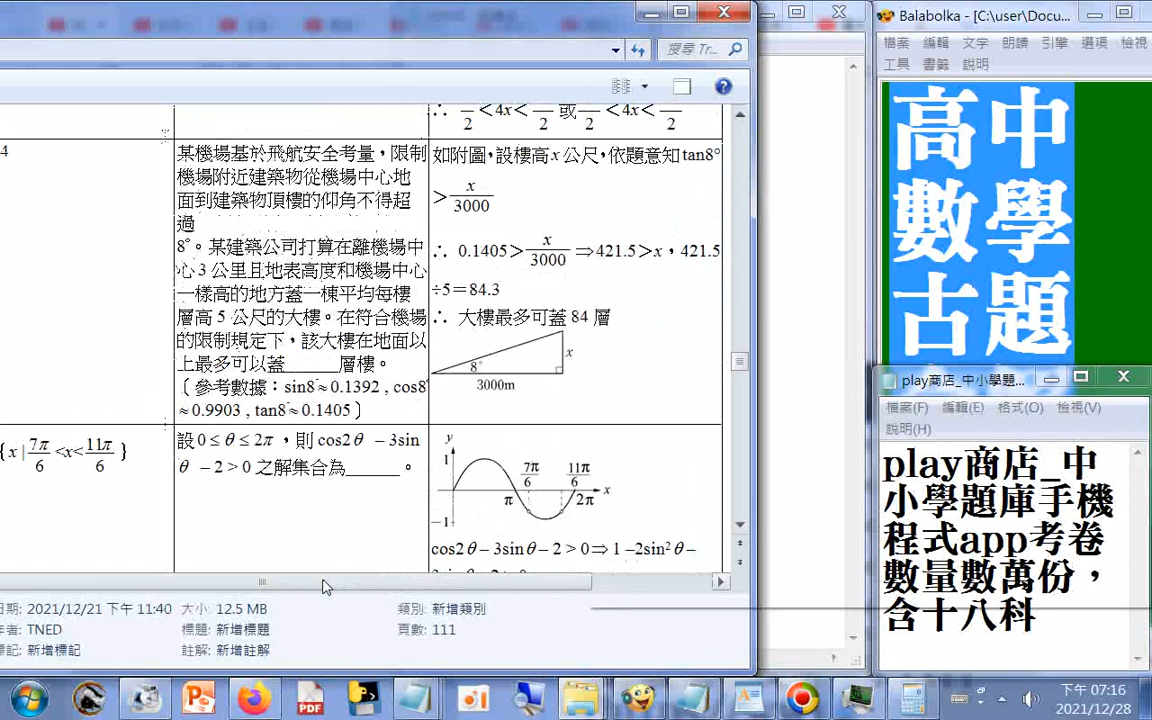 Balabolka - [C:\user\Docu...
檔案 編輯 文字 朗讀 引擎 選項 檢視
工具 書籤 說明
搜尋 Tr...
∴ ─/2＜4x＜─/2 或 ─/2＜4x＜─/2
4
某機場基於飛航安全考量，限制
機場附近建築物從機場中心地
面到建築物頂樓的仰角不得超
過
8°。某建築公司打算在離機場中
心 3 公里且地表高度和機場中心
一樣高的地方蓋一棟平均每樓
層高 5 公尺的大樓。在符合機場
的限制規定下，該大樓在地面以
上最多可以蓋______層樓。
〔參考數據：sin8°≈0.1392 , cos8°
≈0.9903 , tan8°≈0.1405〕
如附圖，設樓高 x 公尺，依題意知 tan8°
＞x/3000
∴ 0.1405＞x/3000 ⇒421.5＞x，421.5
÷5＝84.3
∴ 大樓最多可蓋 84 層
x
8°
3000m
{x | 7π/6 <x< 11π/6}
設 0 ≤ θ ≤ 2π，則 cos2θ －3sin
θ －2＞0 之解集合為______。
y
1
7π/6
11π/6
π
2π
x
−1
cos2θ－3sinθ－2＞0⇒1－2sin²θ－
日期: 2021/12/21 下午 11:40 大小: 12.5 MB 類別: 新增類別
作者: TNED 標題: 新增標題 頁數: 111
標記: 新增標記 註解: 新增註解
高中
數學
古題
play商店_中小學題...
檔案(F) 編輯(E) 格式(O) 檢視(V)
說明(H)
play商店_中
小學題庫手機
程式app考卷
數量數萬份，
含十八科
PDF
下午 07:16
2021/12/28